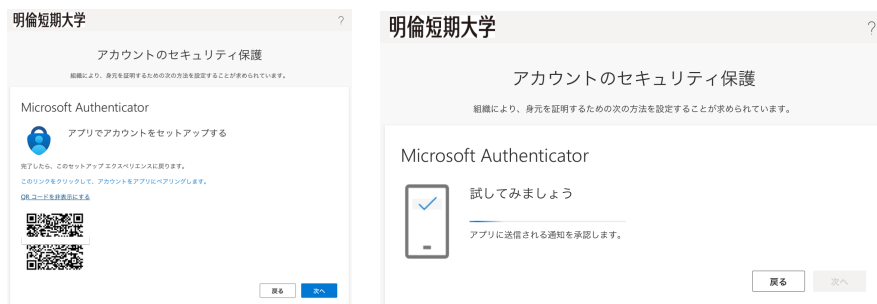 明倫短期大学
?
アカウントのセキュリティ保護
組織により、身元を証明するための次の方法を設定することが求められています。
Microsoft Authenticator
アプリでアカウントをセットアップする
完了したら、このセットアップ エクスペリエンスに戻ります。
このリンクをクリックして、アカウントをアプリにペアリングします。
QR コードを非表示にする
戻る
次へ
明倫短期大学
?
アカウントのセキュリティ保護
組織により、身元を証明するための次の方法を設定することが求められています。
Microsoft Authenticator
試してみましょう
アプリに送信される通知を承認します。
戻る
次へ